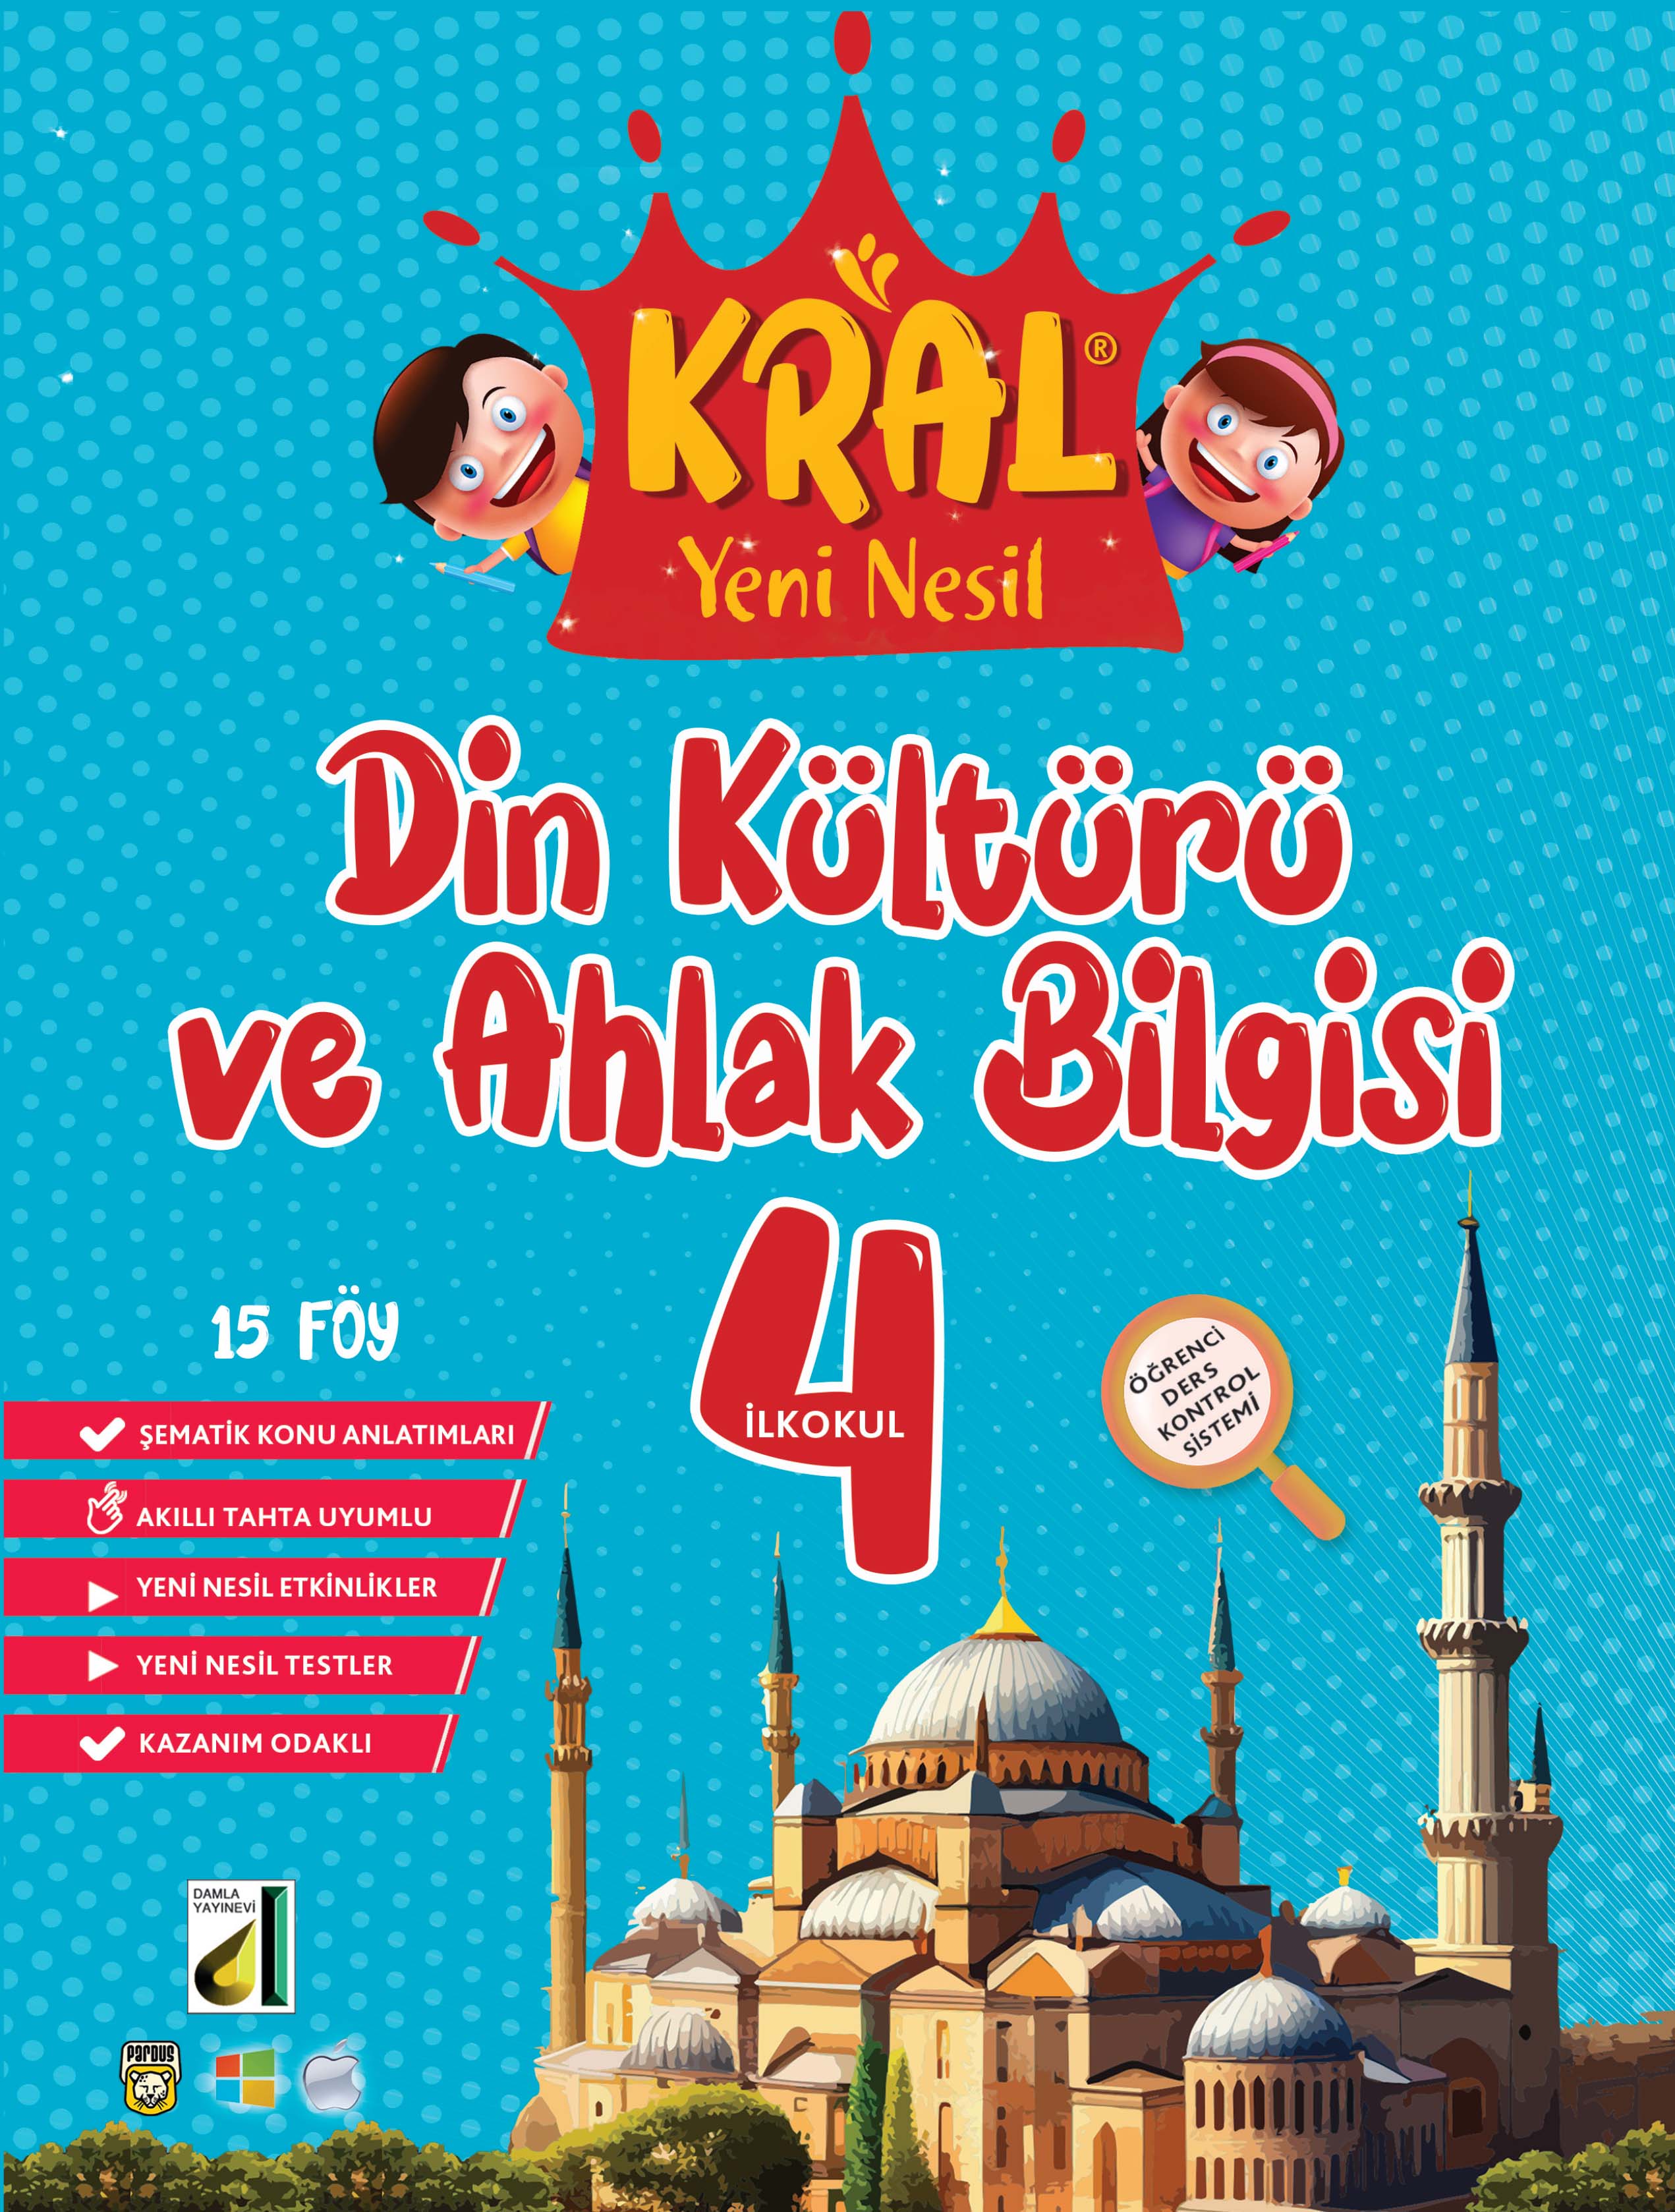 KRAL®
Yeni Nesil
Din Kültürü
ve Ahlak Bilgisi
4
İLKOKUL
15 FÖY
ÖĞRENCİ
DERS
KONTROL
SİSTEMİ
ŞEMATİK KONU ANLATIMLARI
AKILLI TAHTA UYUMLU
YENİ NESİL ETKİNLİKLER
YENİ NESİL TESTLER
KAZANIM ODAKLI
DAMLA
YAYINEVİ
PARDUS